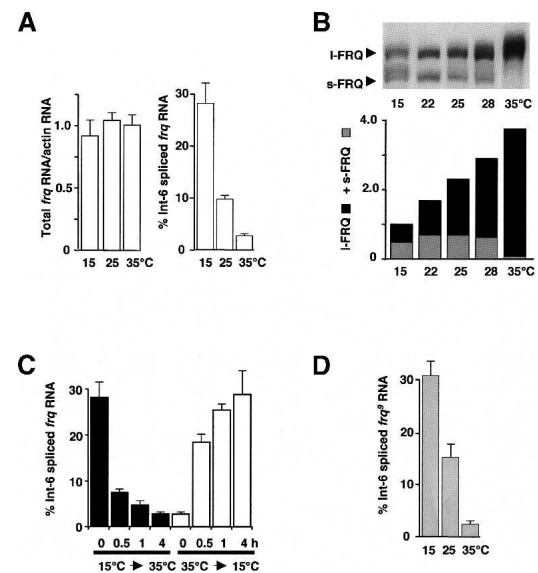 A
Total frq RNA/actin RNA
1.0
0.5
0
15 25 35°C
% Int-6 spliced frq RNA
30
20
10
0
15 25 35°C
B
l-FRQ
s-FRQ
15 22 25 28 35°C
l-FRQ + s-FRQ
4.0
2.0
0
15 22 25 28 35°C
C
% Int-6 spliced frq RNA
30
20
10
0
0 0.5 1 4 0 0.5 1 4 h
15°C 35°C 35°C 15°C
D
% Int-6 spliced frq⁹ RNA
30
20
10
0
15 25 35°C